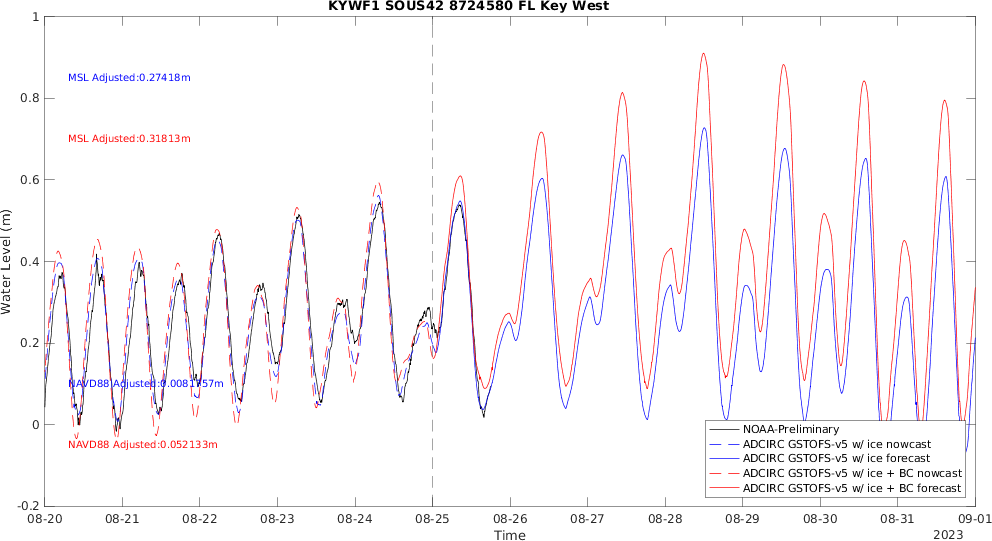 KYWF1 SOUS42 8724580 FL Key West
1
0.8
0.6
0.4
0.2
0
-0.2
Water Level (m)
MSL Adjusted:0.27418m
MSL Adjusted:0.31813m
NAVD88 Adjusted:0.0081757m
NAVD88 Adjusted:0.052133m
NOAA-Preliminary
ADCIRC GSTOFS-v5 w/ ice nowcast
ADCIRC GSTOFS-v5 w/ ice forecast
ADCIRC GSTOFS-v5 w/ ice + BC nowcast
ADCIRC GSTOFS-v5 w/ ice + BC forecast
08-20 08-21 08-22 08-23 08-24 08-25 08-26 08-27 08-28 08-29 08-30 08-31 09-01
Time
2023